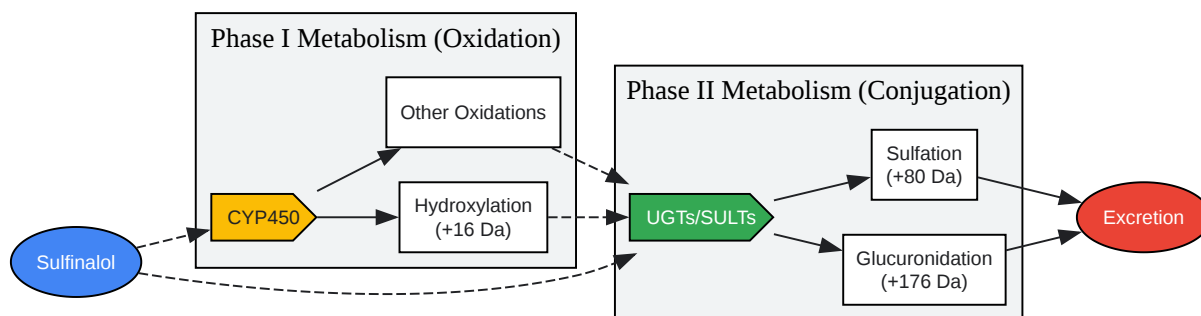 Phase I Metabolism (Oxidation)
Other Oxidations
CYP450
Hydroxylation
(+16 Da)
Sulfinalol
Phase II Metabolism (Conjugation)
Sulfation
(+80 Da)
UGTs/SULTs
Glucuronidation
(+176 Da)
Excretion